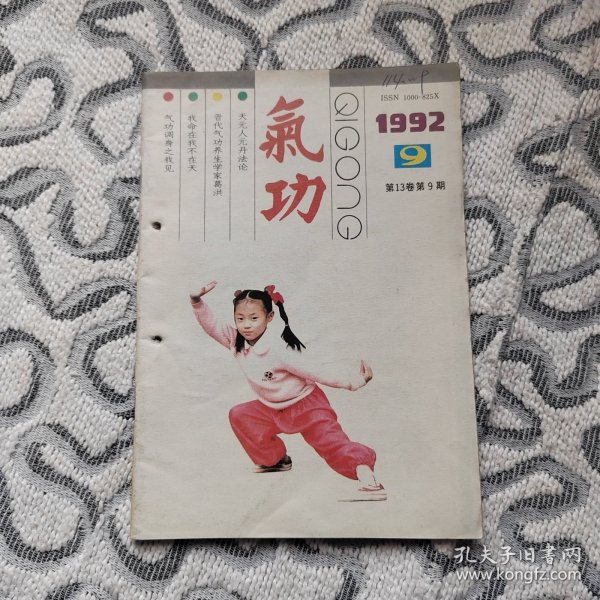 ISSN 1000-825X
1992
9
第13卷第9期
QIGONG
氣功
天元人元丹法论
晋代气功养生学家葛洪
我命在我不在天
气功调身之我见
孔夫子旧书网
www.kongfz.com